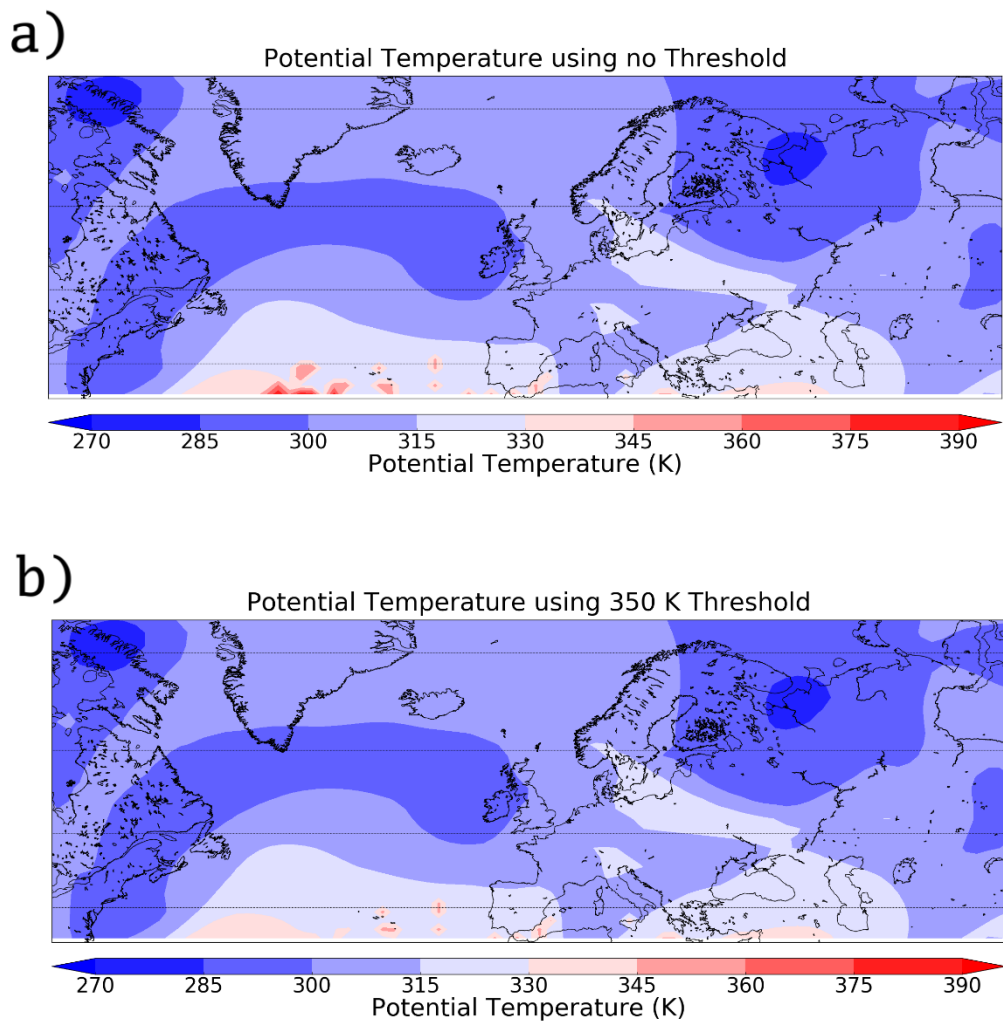 a)
Potential Temperature using no Threshold
270 285 300 315 330 345 360 375 390
Potential Temperature (K)
b)
Potential Temperature using 350 K Threshold
270 285 300 315 330 345 360 375 390
Potential Temperature (K)